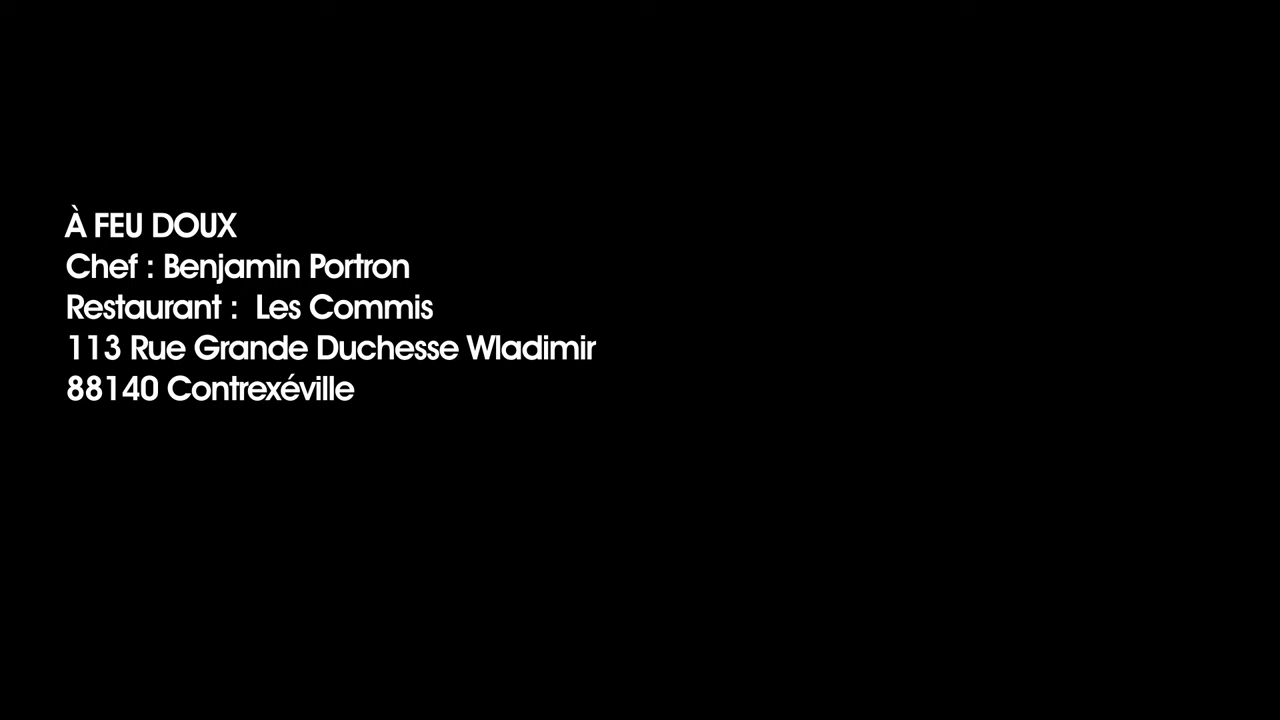 À FEU DOUX
Chef : Benjamin Portron
Restaurant :  Les Commis
113 Rue Grande Duchesse Wladimir
88140 Contrexéville